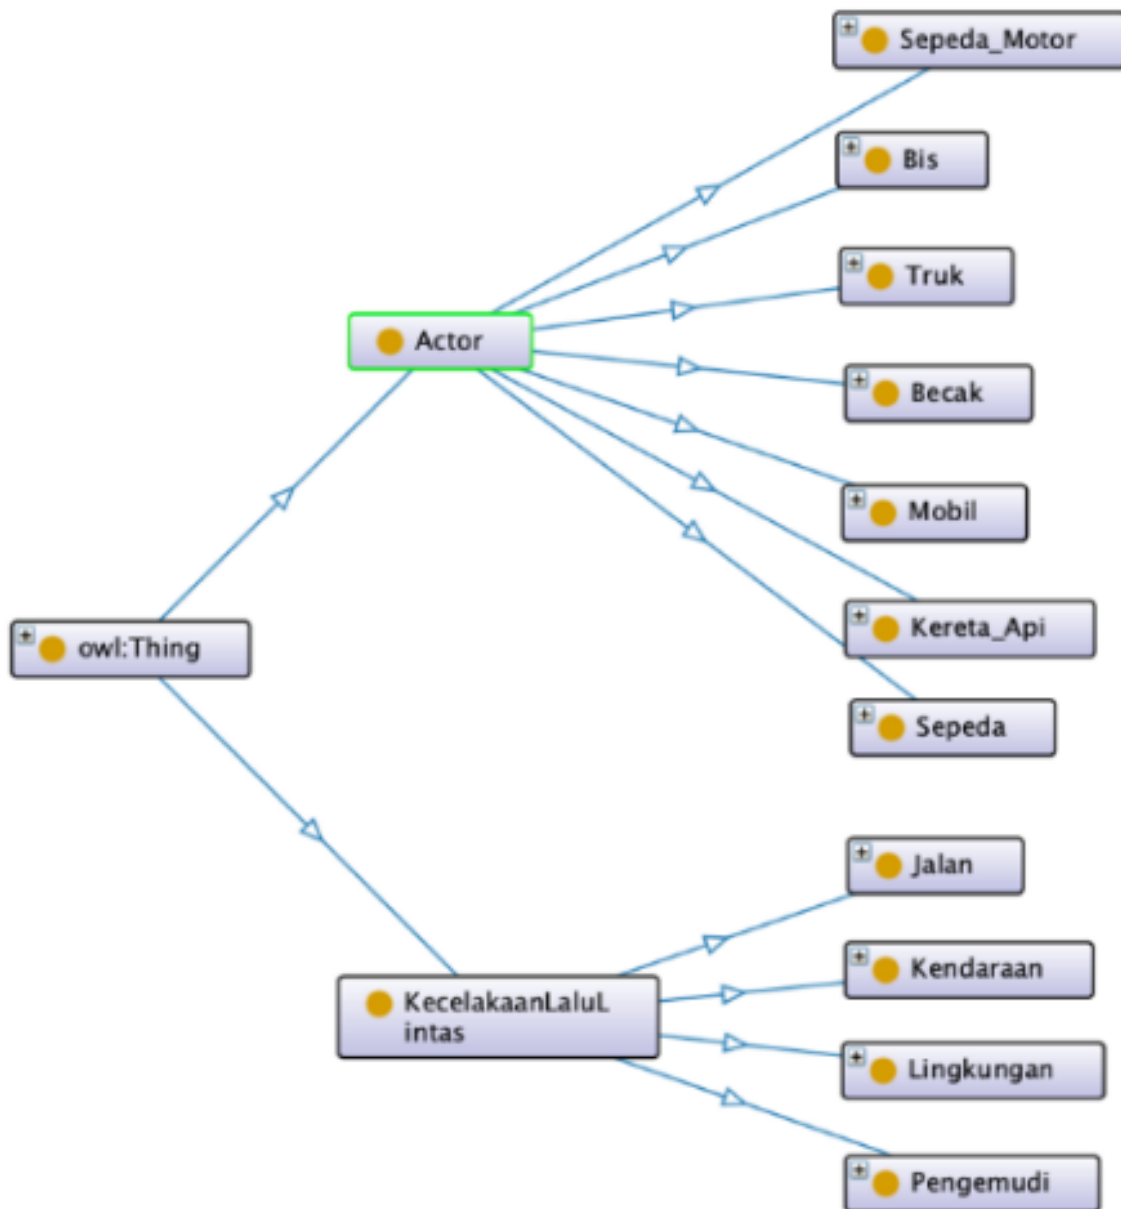 Sepeda_Motor
Bis
Truk
Actor
Becak
Mobil
Kereta_Api
owl:Thing
Sepeda
Jalan
Kendaraan
KecelakaanLaluL
intas
Lingkungan
Pengemudi